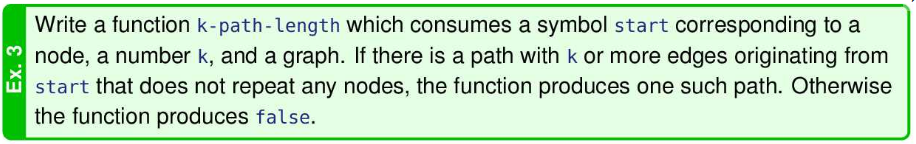 Ex. 3
Write a function k-path-length which consumes a symbol start corresponding to a
node, a number k, and a graph. If there is a path with k or more edges originating from
start that does not repeat any nodes, the function produces one such path. Otherwise
the function produces false.